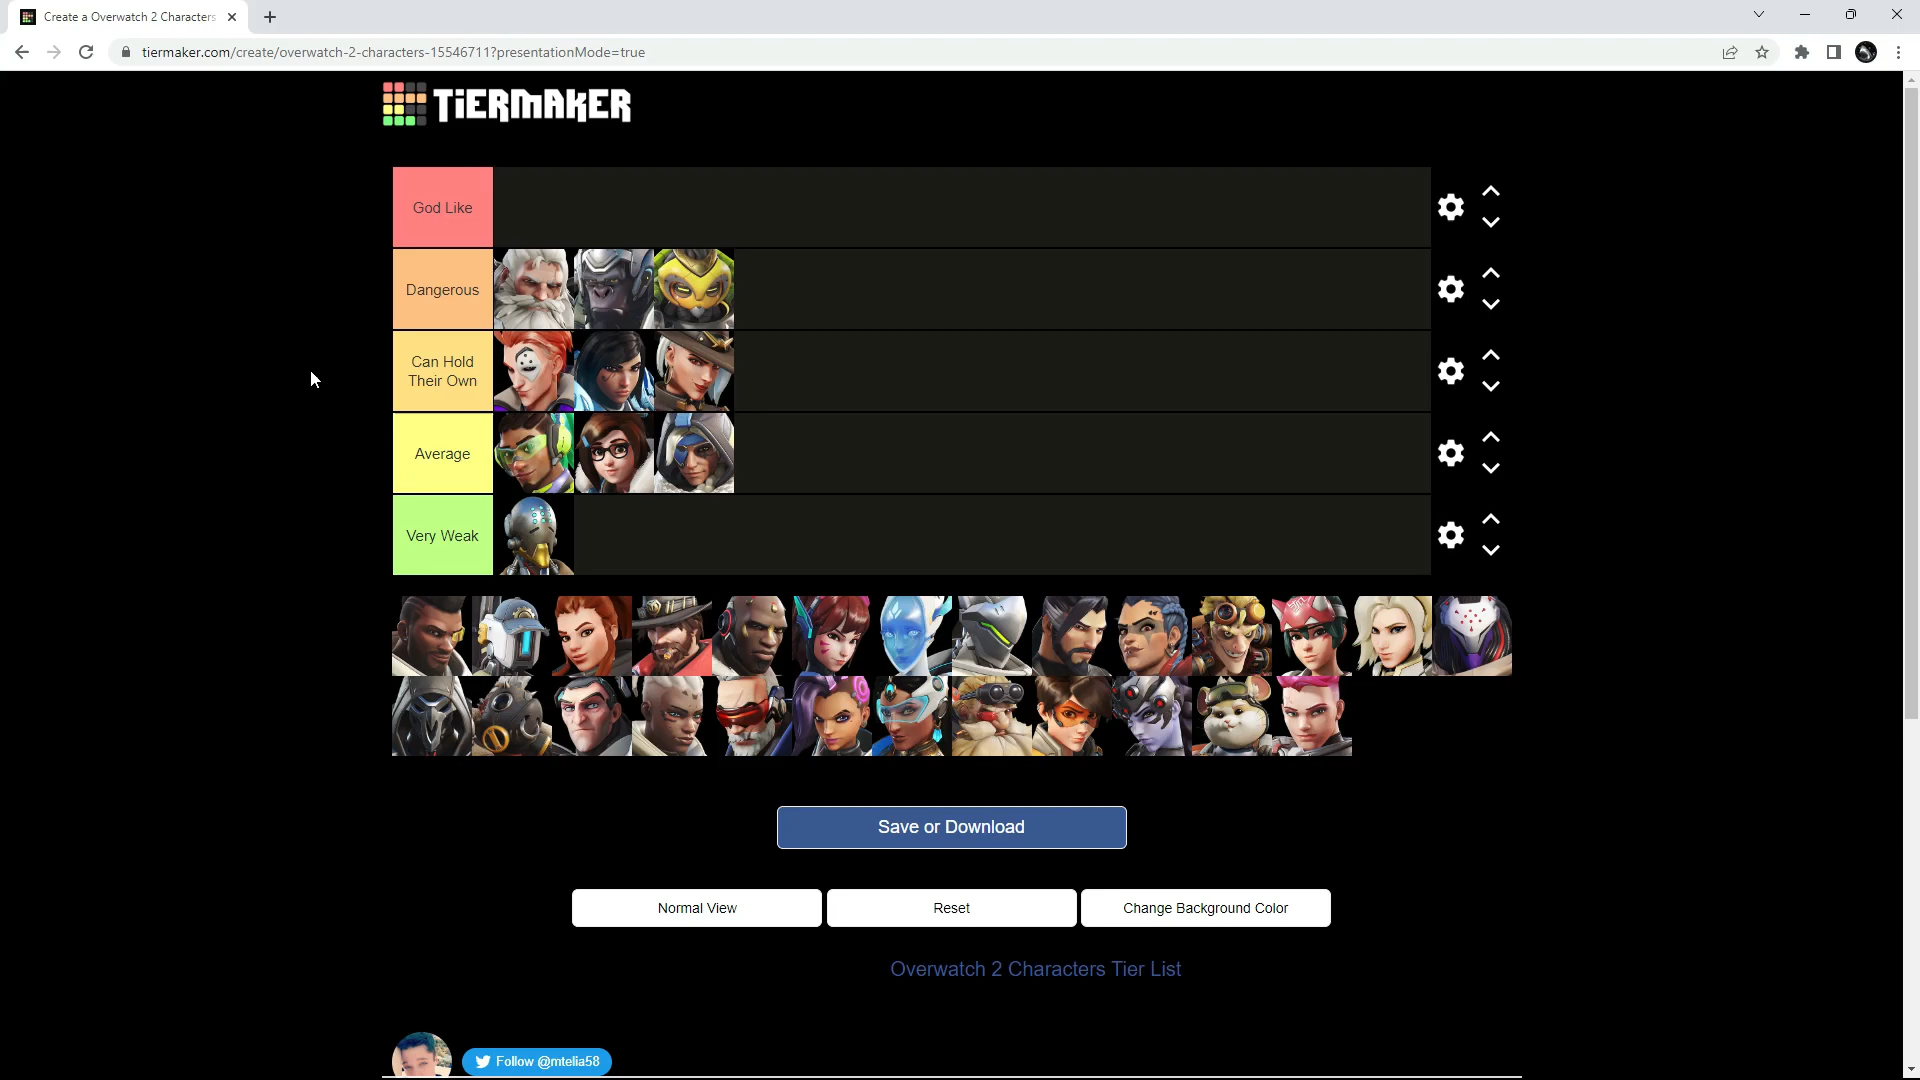 Create a Overwatch 2 Characters
tiermaker.com/create/overwatch-2-characters-15546711?presentationMode=true
TiERMAKER
God Like
Dangerous
Can Hold
Their Own
Average
Very Weak
Save or Download
Normal View
Reset
Change Background Color
Overwatch 2 Characters Tier List
Follow @mtelia58